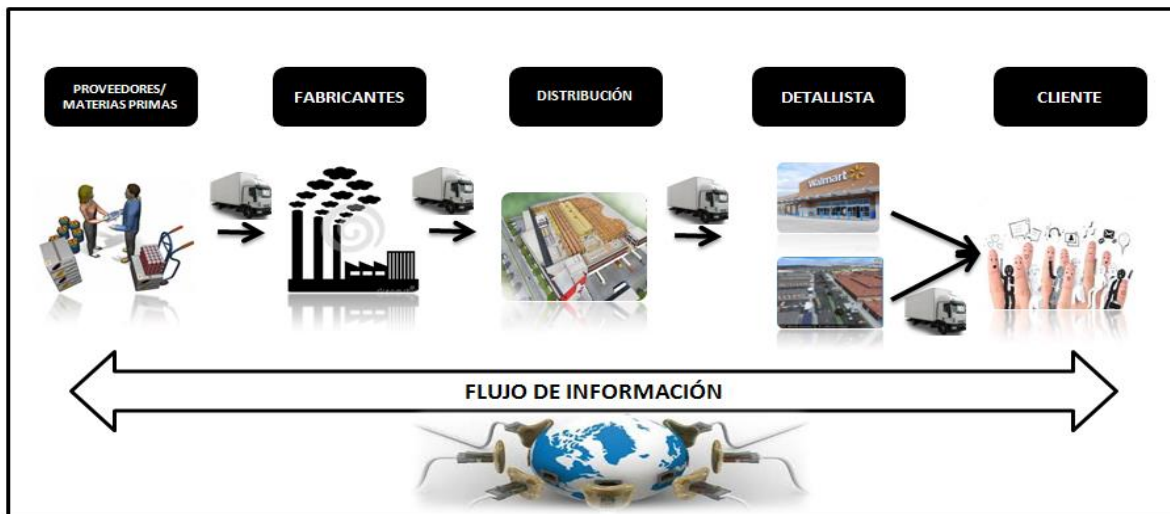 PROVEEDORES/
MATERIAS PRIMAS
FABRICANTES
DISTRIBUCIÓN
DETALLISTA
CLIENTE
Walmart
FLUJO DE INFORMACIÓN